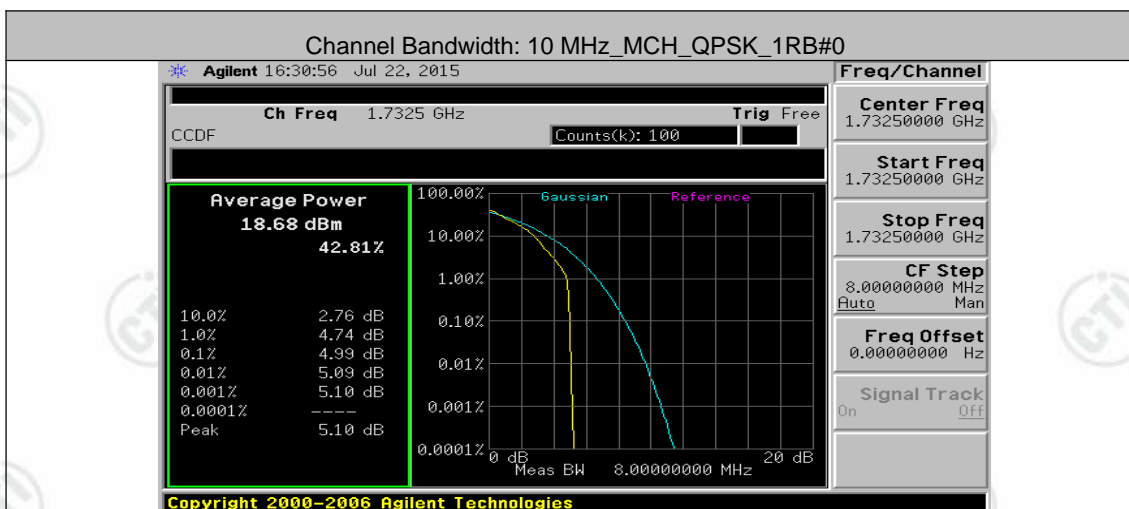 Channel Bandwidth: 10 MHz_MCH_QPSK_1RB#0
Agilent 16:30:56 Jul 22, 2015
Freq/Channel
Ch Freq 1.7325 GHz Trig Free
CCDF Counts(k): 100
Center Freq
1.73250000 GHz
Start Freq
1.73250000 GHz
Stop Freq
1.73250000 GHz
CF Step
8.00000000 MHz
Auto Man
Freq Offset
0.00000000 Hz
Signal Track
On Off
Average Power
18.68 dBm
42.81%
10.0% 2.76 dB
1.0% 4.74 dB
0.1% 4.99 dB
0.01% 5.09 dB
0.001% 5.10 dB
0.0001% ----
Peak 5.10 dB
Gaussian Reference
100.00%
10.00%
1.00%
0.10%
0.01%
0.001%
0.0001%
0 dB 20 dB
Meas BW 8.00000000 MHz
Copyright 2000-2006 Agilent Technologies
CTI
CTI